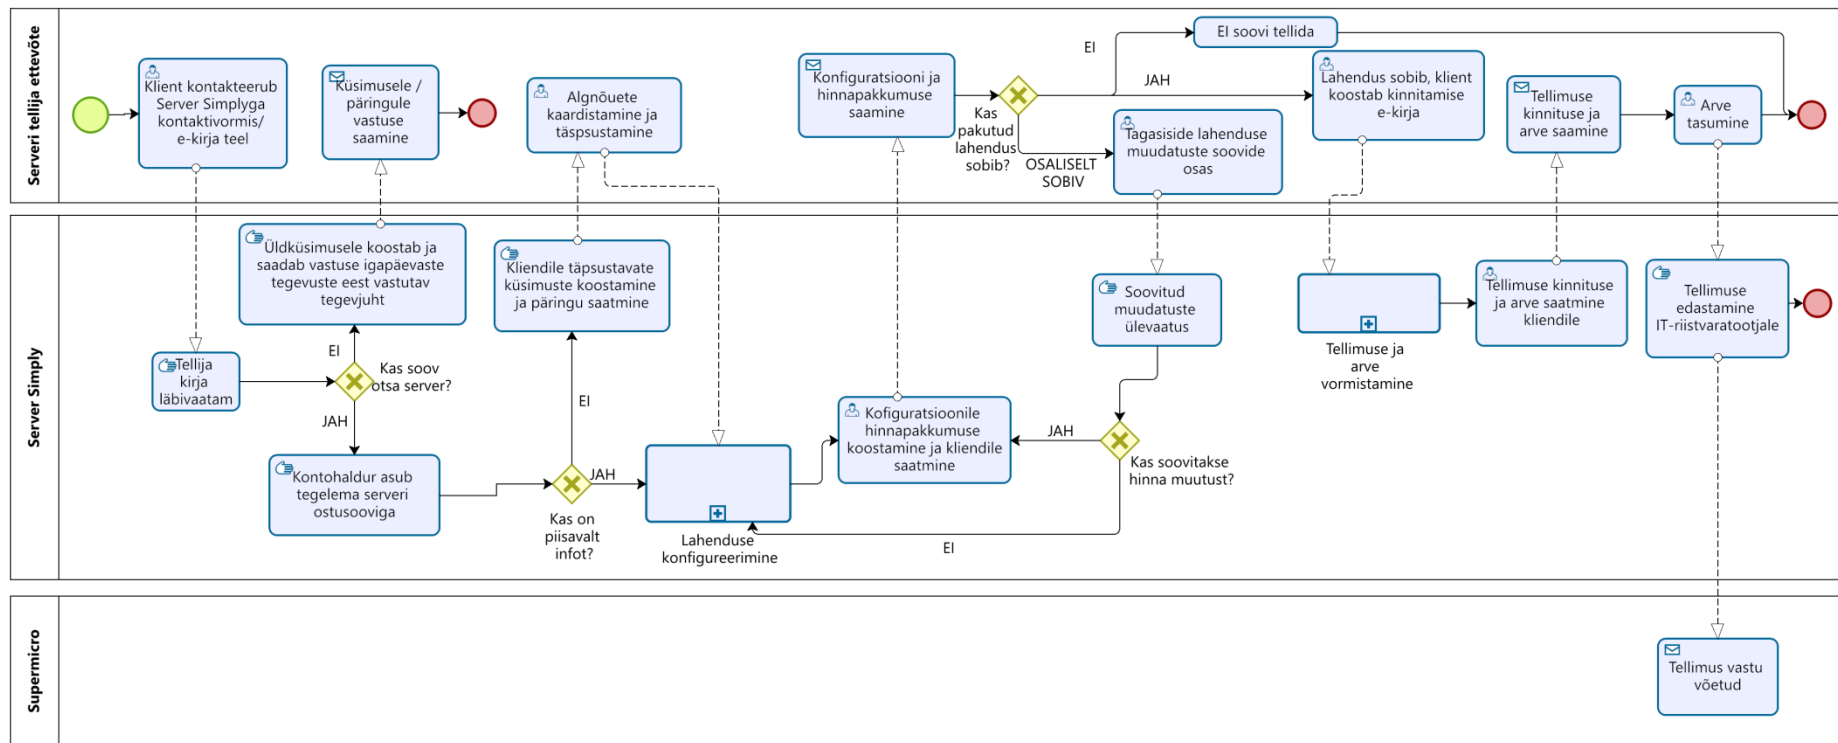 Serveri tellija ettevõte
Klient kontakteerub
Server Simplyga
kontaktivormis/
e-kirja teel
Küsimusele /
päringule
vastuse
saamine
Algnõuete
kaardistamine ja
täspsustamine
Konfiguratsiooni ja
hinnapakkumuse
saamine
Kas
pakutud
lahendus
sobib?
EI
EI soovi tellida
JAH
Lahendus sobib, klient
koostab kinnitamise
e-kirja
OSALISELT
SOBIV
Tagasiside lahenduse
muudatuste soovide
osas
Tellimuse
kinnituse ja
arve saamine
Arve
tasumine
Server Simply
Üldküsimusele koostab ja
saadab vastuse igapäevaste
tegevuste eest vastutav
tegevjuht
EI
Tellija
kirja
läbivaatam
Kas soov
otsa server?
JAH
Kontohaldur asub
tegelema serveri
ostusooviga
Kliendile täpsustavate
küsimuste koostamine
ja päringu saatmine
EI
JAH
Kas on
piisavalt
infot?
Lahenduse
konfigureerimine
Kofiguratsioonile
hinnapakkumuse
koostamine ja kliendile
saatmine
Soovitud
muudatuste
ülevaatus
JAH
Kas soovitakse
hinna muutust?
EI
Tellimuse ja
arve
vormistamine
Tellimuse kinnituse
ja arve saatmine
kliendile
Tellimuse
edastamine
IT-riistvaratootjale
Supermicro
Tellimus vastu
võetud